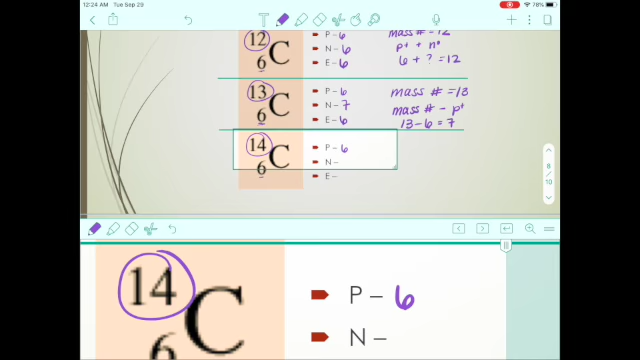 12:24 AM Tue Sep 29
76%
T
12
6 C
P – 6
N – 6
E – 6
mass # – 12
p+ + n°
6 + ? = 12
13
6 C
P – 6
N – 7
E – 6
mass # = 13
mass # – p+
13 – 6 = 7
14
6 C
P – 6
N –
E –
8
10
14
6 C
P – 6
N –